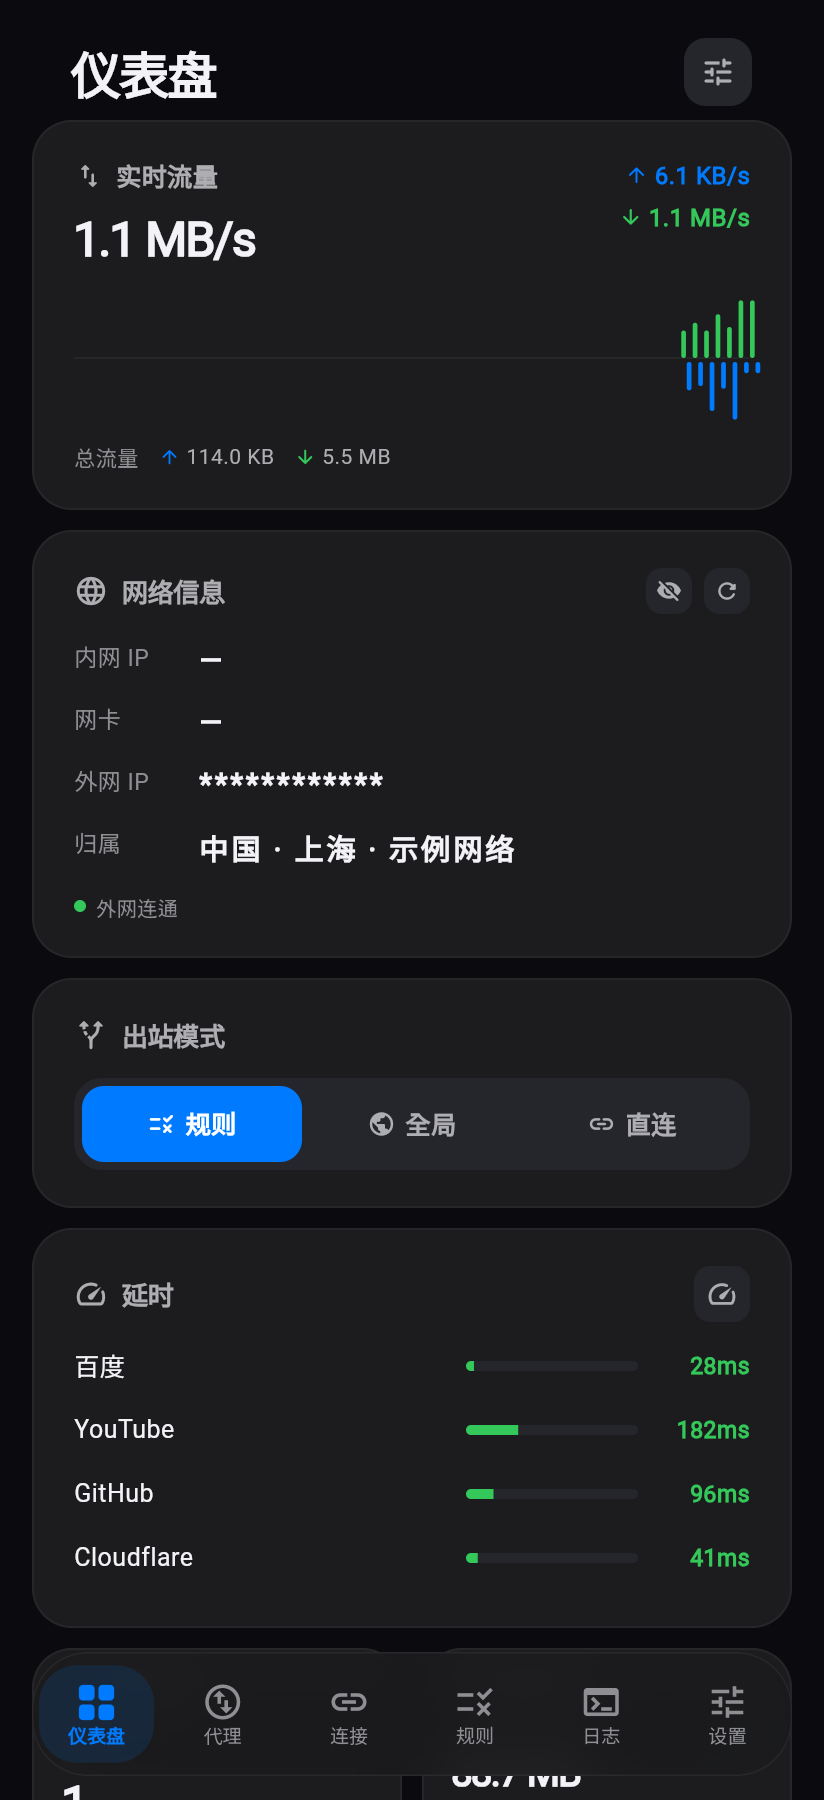 仪表盘
实时流量
↑ 6.1 KB/s
1.1 MB/s
↓ 1.1 MB/s
总流量 ↑ 114.0 KB ↓ 5.5 MB
网络信息
内网 IP —
网卡 —
外网 IP ************
归属 中国 · 上海 · 示例网络
外网连通
出站模式
规则 全局 直连
延时
百度 28ms
YouTube 182ms
GitHub 96ms
Cloudflare 41ms
仪表盘 代理 连接 规则 日志 设置